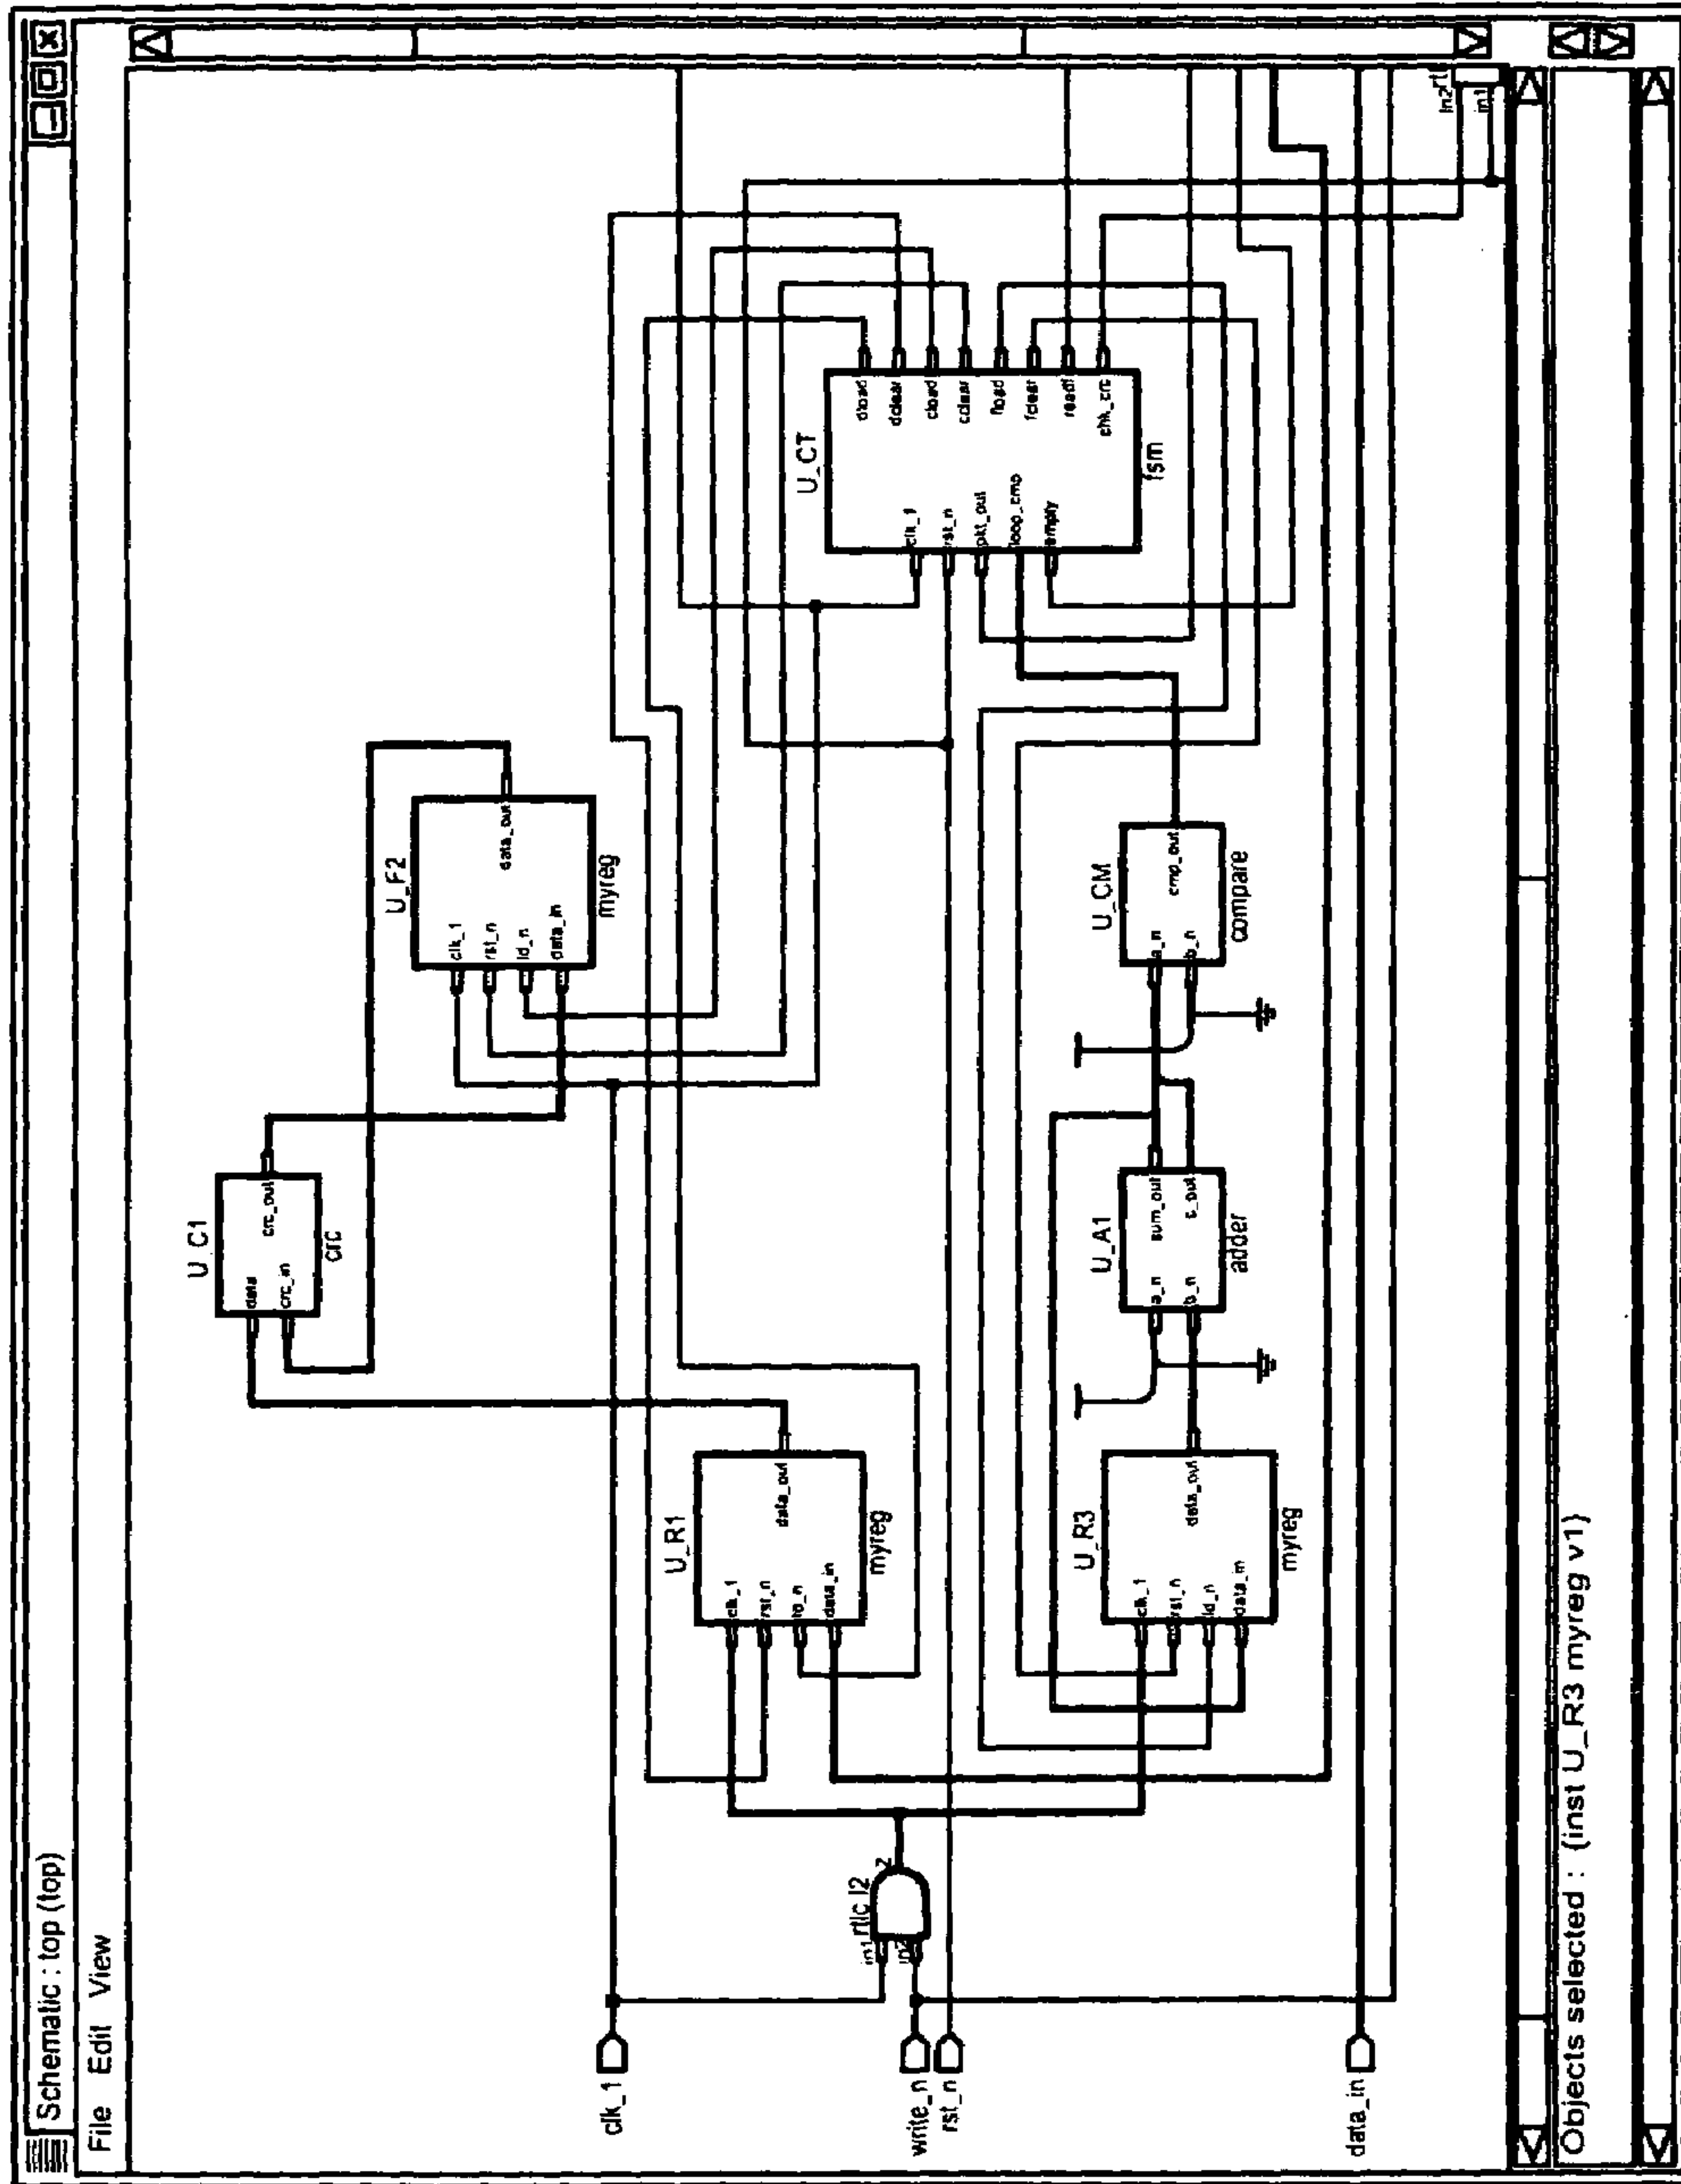 Schematic : top (top)
File Edit View
U_C1
data
crc_in
crc_out
crc
U_F2
clk_1
rst_n
ld_n
data_in
data_out
myreg
U_R1
clk_1
rst_n
data_in
data_out
myreg
U_CT
clk_1
rst_n
pkt_out
loop_cmp
empty
dload
dclear
cload
cclear
fload
fclear
chk_crc
fsm
clk_1
write_n
rst_n
data_in
in1
in2
rtlc_I2
Z
U_R3
clk_1
rst_n
ld_n
data_in
data_out
myreg
U_A1
a_n
b_n
sum_out
c_out
adder
U_CM
a_n
b_n
cmp_out
compare
in2
in1
Objects selected : {inst U_R3 myreg v1}